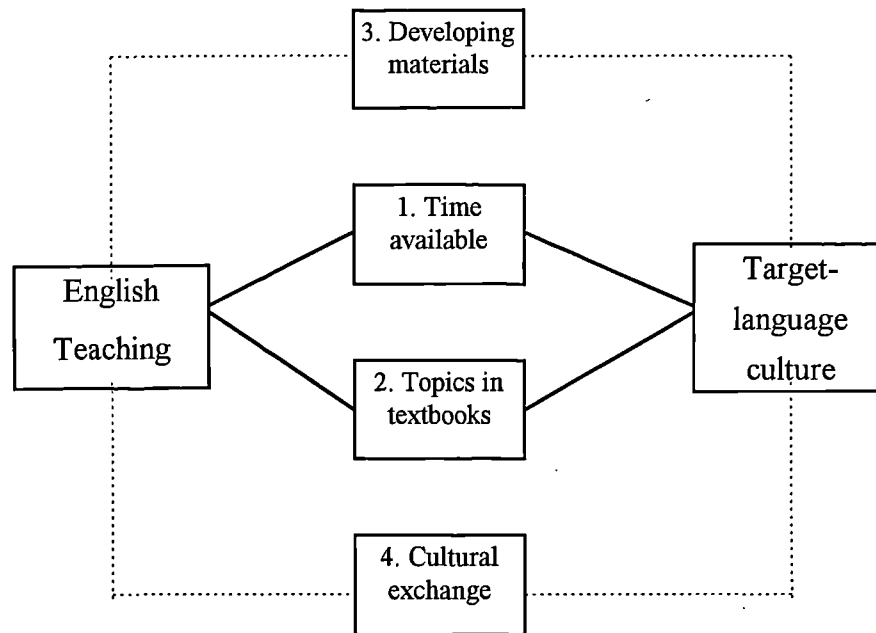 3. Developing
materials
1. Time
available
English
Teaching
Target-
language
culture
2. Topics in
textbooks
4. Cultural
exchange